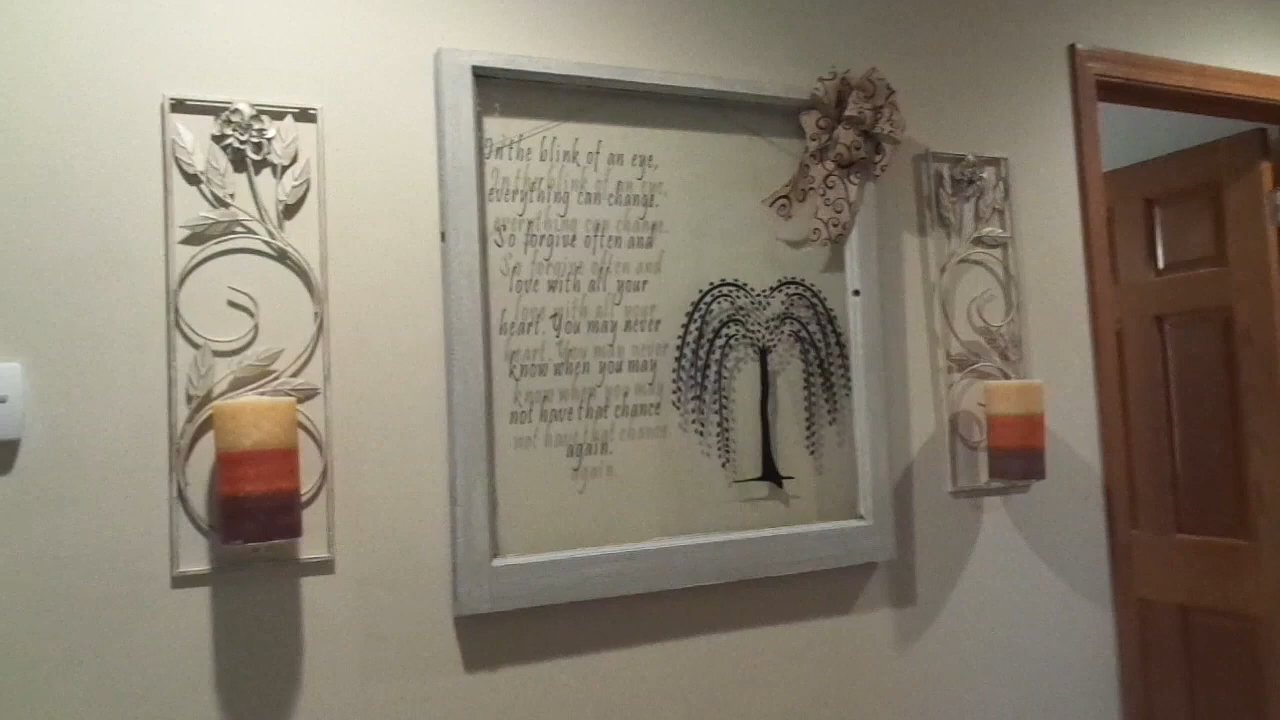 In the blink of an eye,
everything can change.
So forgive often and
love with all your
heart. You may never
know when you may
not have that chance
again.